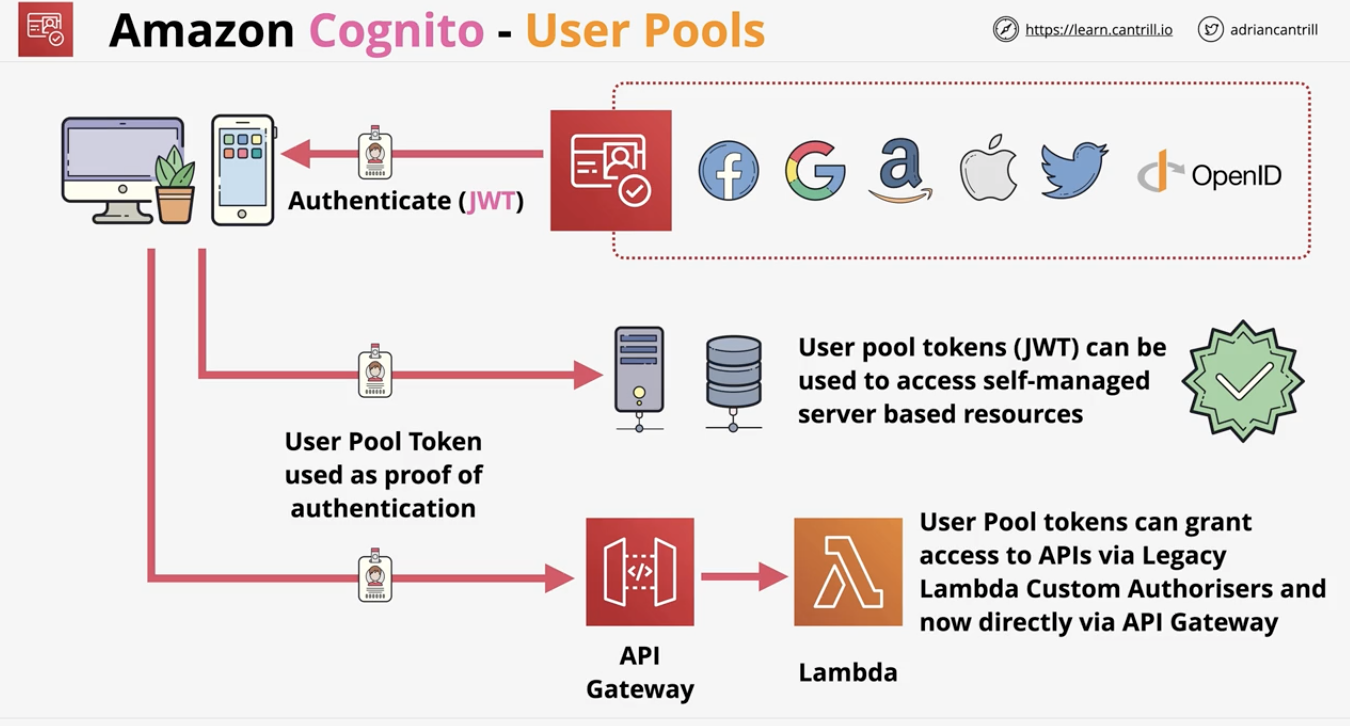 Amazon Cognito - User Pools
https://learn.cantrill.io
adriancantrill
Authenticate (JWT)
OpenID
User pool tokens (JWT) can be
used to access self-managed
server based resources
User Pool Token
used as proof of
authentication
User Pool tokens can grant
access to APIs via Legacy
Lambda Custom Authorisers and
now directly via API Gateway
API
Gateway
Lambda